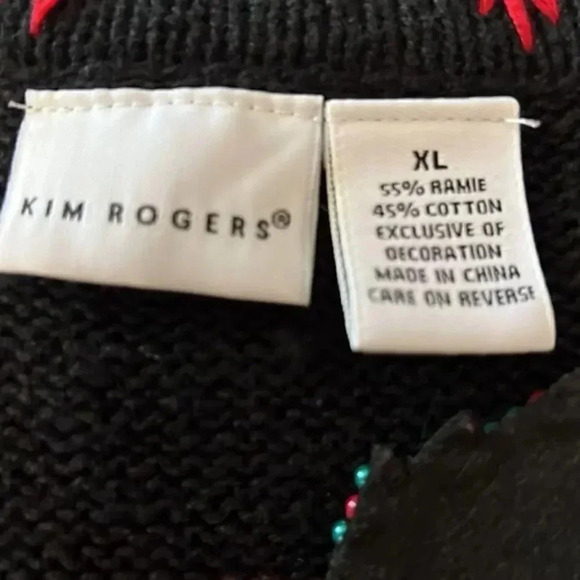 KIM ROGERS®
XL
55% RAMIE
45% COTTON
EXCLUSIVE OF
DECORATION
MADE IN CHINA
CARE ON REVERSE